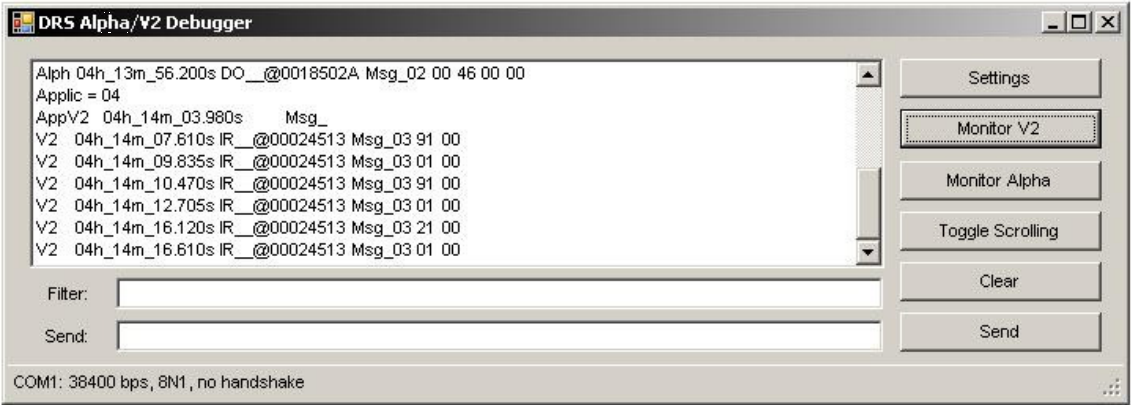 DRS Alpha/V2 Debugger
Alph 04h_13m_56.200s DO__@0018502A Msg_02 00 46 00 00
Applic = 04
AppV2 04h_14m_03.980s Msg_
V2 04h_14m_07.610s IR__@00024513 Msg_03 91 00
V2 04h_14m_09.835s IR__@00024513 Msg_03 01 00
V2 04h_14m_10.470s IR__@00024513 Msg_03 91 00
V2 04h_14m_12.705s IR__@00024513 Msg_03 01 00
V2 04h_14m_16.120s IR__@00024513 Msg_03 21 00
V2 04h_14m_16.610s IR__@00024513 Msg_03 01 00
Settings
Monitor V2
Monitor Alpha
Toggle Scrolling
Clear
Send
Filter:
Send:
COM1: 38400 bps, 8N1, no handshake